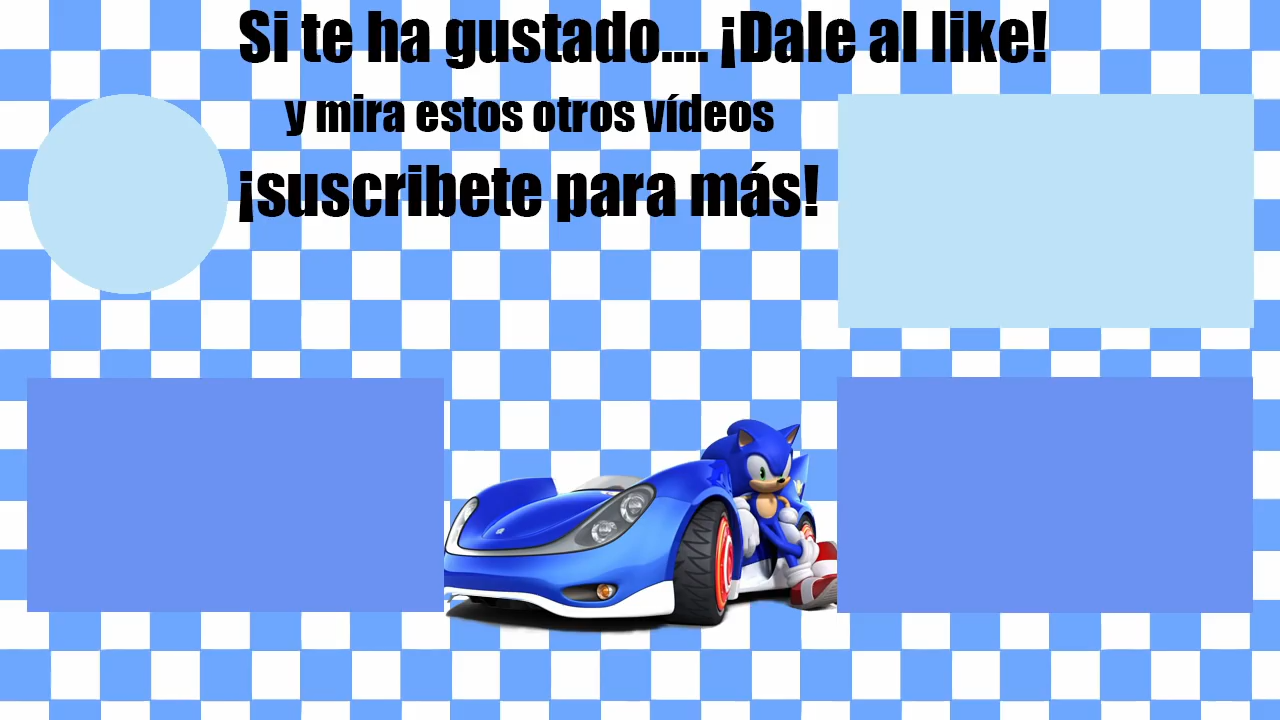 Si te ha gustado.... ¡Dale al like!
y mira estos otros vídeos
¡suscribete para más!